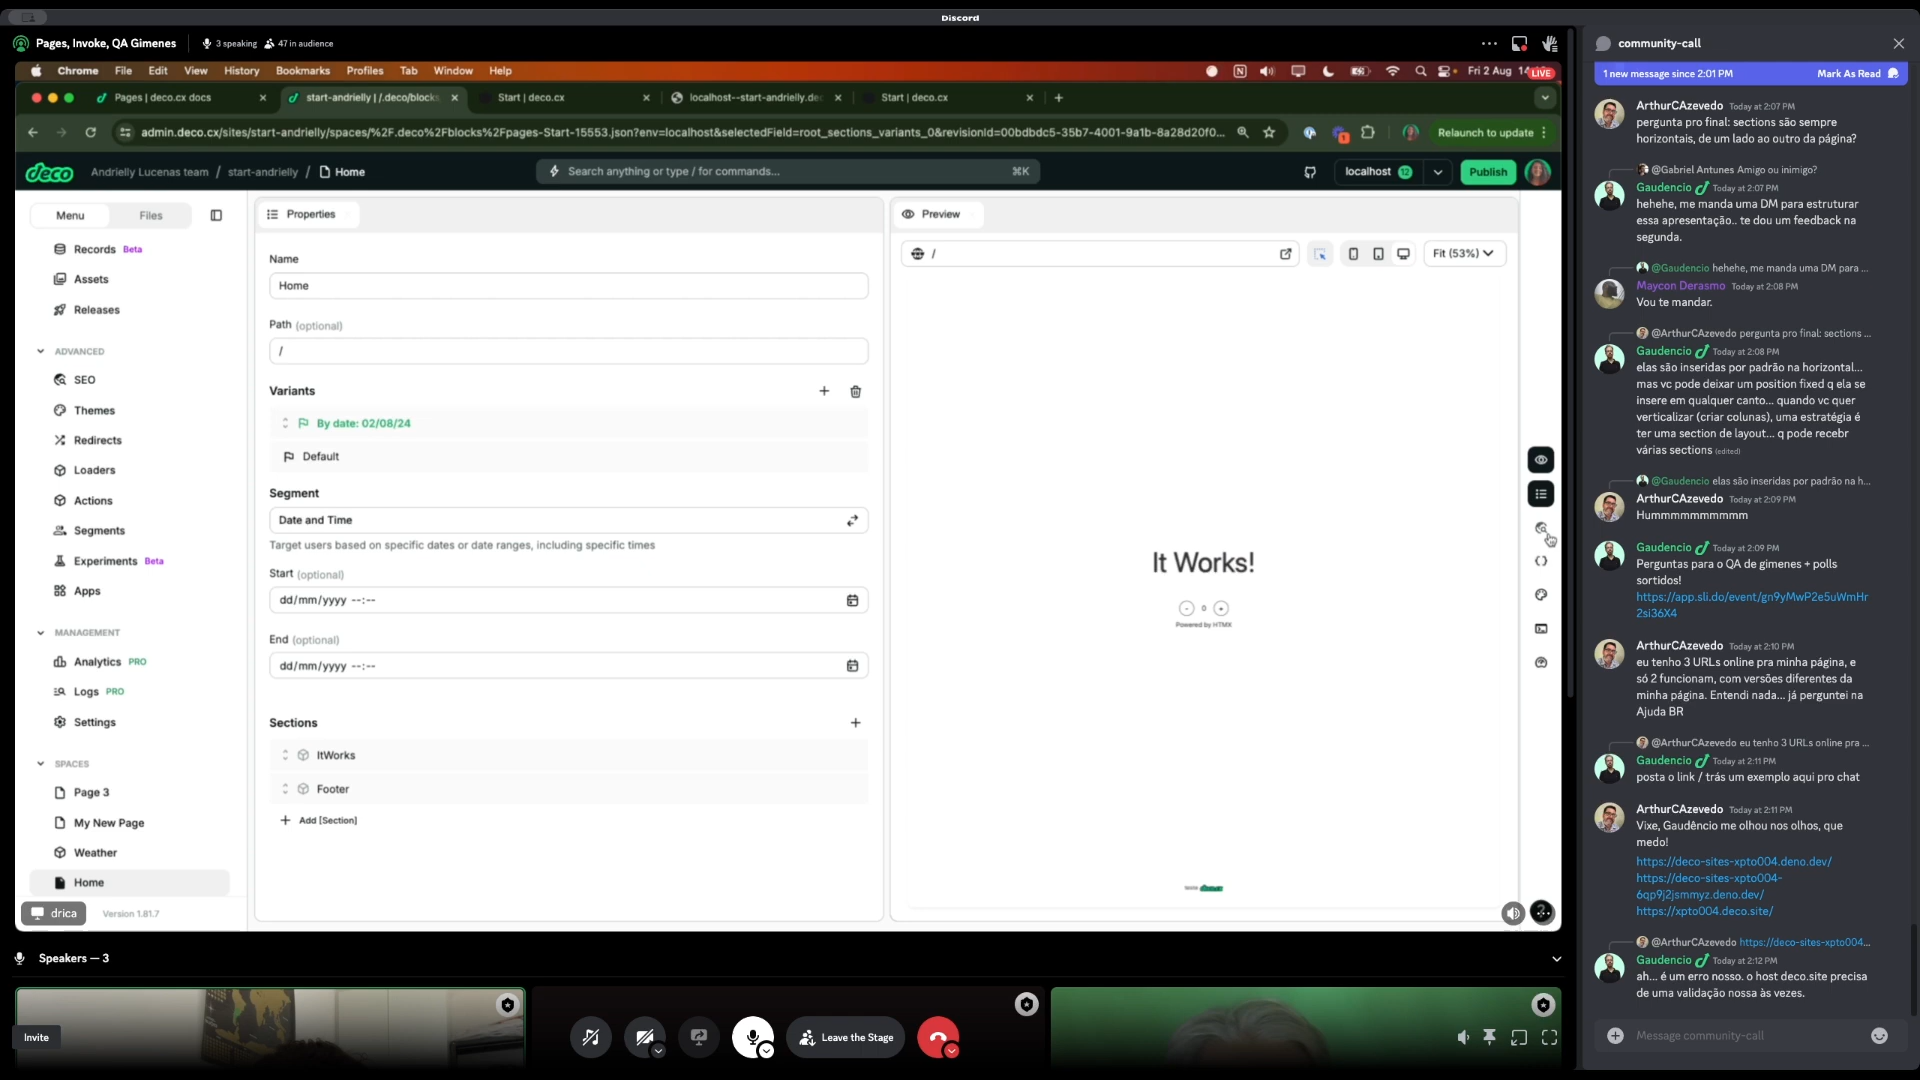 Discord
Pages, Invoke, QA Gimenes
3 speaking
47 in audience
Chrome File Edit View History Bookmarks Profiles Tab Window Help
Fri 2 Aug 14
LIVE
Pages | deco.cx docs
start-andrielly | /.deco/blocks
Start | deco.cx
localhost--start-andrielly.de
Start | deco.cx
admin.deco.cx/sites/start-andrielly/spaces/%2F.deco%2Fblocks%2Fpages-Start-15553.json?env=localhost&selectedField=root_sections_variants_0&revisionId=00bdbdc5-35b7-4001-9a1b-8a28d20f0...
Relaunch to update
deco
Andrielly Lucenas team / start-andrielly / Home
Search anything or type / for commands...
⌘K
localhost 12
Publish
Menu
Files
Records Beta
Assets
Releases
ADVANCED
SEO
Themes
Redirects
Loaders
Actions
Segments
Experiments Beta
Apps
MANAGEMENT
Analytics PRO
Logs PRO
Settings
SPACES
Page 3
My New Page
Weather
Home
drica
Version 1.81.7
Properties
Name
Home
Path (optional)
/
Variants
By date: 02/08/24
Default
Segment
Date and Time
Target users based on specific dates or date ranges, including specific times
Start (optional)
dd/mm/yyyy --:--
End (optional)
dd/mm/yyyy --:--
Sections
ItWorks
Footer
Add [Section]
Preview
/
Fit (53%)
It Works!
- 0 +
Powered by HTMX
Speakers — 3
Invite
Leave the Stage
community-call
1 new message since 2:01 PM
Mark As Read
ArthurCAzevedo Today at 2:07 PM
pergunta pro final: sections são sempre
horizontais, de um lado ao outro da página?
@Gabriel Antunes Amigo ou inimigo?
Gaudencio Today at 2:07 PM
hehehe, me manda uma DM para estruturar
essa apresentação.. te dou um feedback na
segunda.
@Gaudencio hehehe, me manda uma DM para ...
Maycon Derasmo Today at 2:08 PM
Vou te mandar.
@ArthurCAzevedo pergunta pro final: sections ...
Gaudencio Today at 2:08 PM
elas são inseridas por padrão na horizontal...
mas vc pode deixar um position fixed q ela se
insere em qualquer canto... quando vc quer
verticalizar (criar colunas), uma estratégia é
ter uma section de layout... q pode recebr
várias sections (edited)
@Gaudencio elas são inseridas por padrão na h...
ArthurCAzevedo Today at 2:09 PM
Hummmmmmmmmm
Gaudencio Today at 2:09 PM
Perguntas para o QA de gimenes + polls
sortidos!
https://app.sli.do/event/gn9yMwP2e5uWmHr
2si36X4
ArthurCAzevedo Today at 2:10 PM
eu tenho 3 URLs online pra minha página, e
só 2 funcionam, com versões diferentes da
minha página. Entendi nada... já perguntei na
Ajuda BR
@ArthurCAzevedo eu tenho 3 URLs online pra ...
Gaudencio Today at 2:11 PM
posta o link / trás um exemplo aqui pro chat
ArthurCAzevedo Today at 2:11 PM
Vixe, Gaudêncio me olhou nos olhos, que
medo!
https://deco-sites-xpto004.deno.dev/
https://deco-sites-xpto004-
6qp9j2jsmmyz.deno.dev/
https://xpto004.deco.site/
@ArthurCAzevedo https://deco-sites-xpto004...
Gaudencio Today at 2:12 PM
ah... é um erro nosso. o host deco.site precisa
de uma validação nossa às vezes.
Message community-call